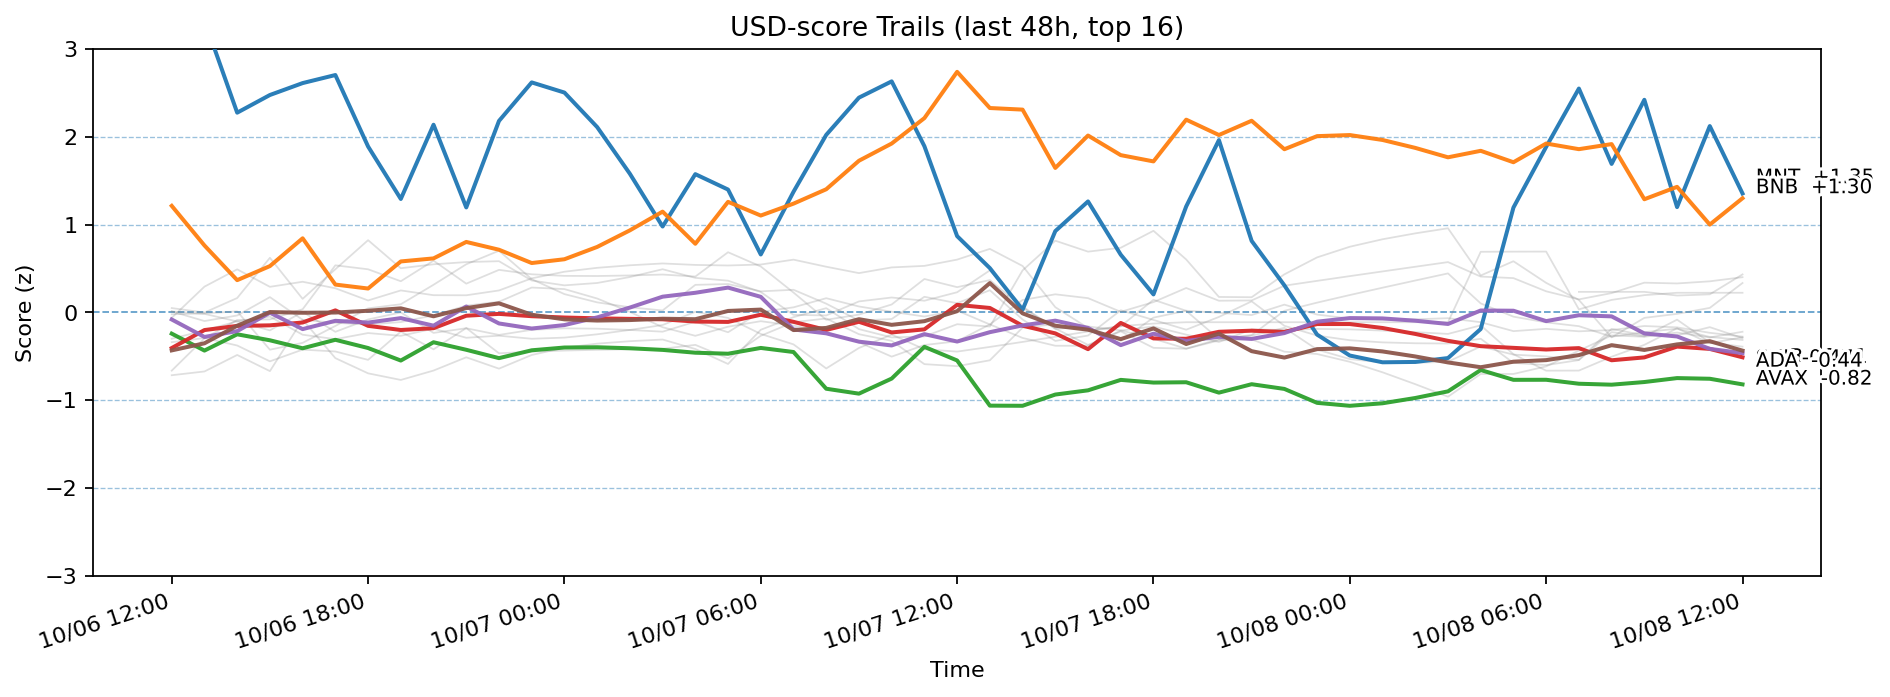 USD-score Trails (last 48h, top 16)
Score (z)
3
2
1
0
−1
−2
−3
MNT +1.35
BNB +1.30
ADA -0.44
AVAX -0.82
10/06 12:00
10/06 18:00
10/07 00:00
10/07 06:00
10/07 12:00
10/07 18:00
10/08 00:00
10/08 06:00
10/08 12:00
Time